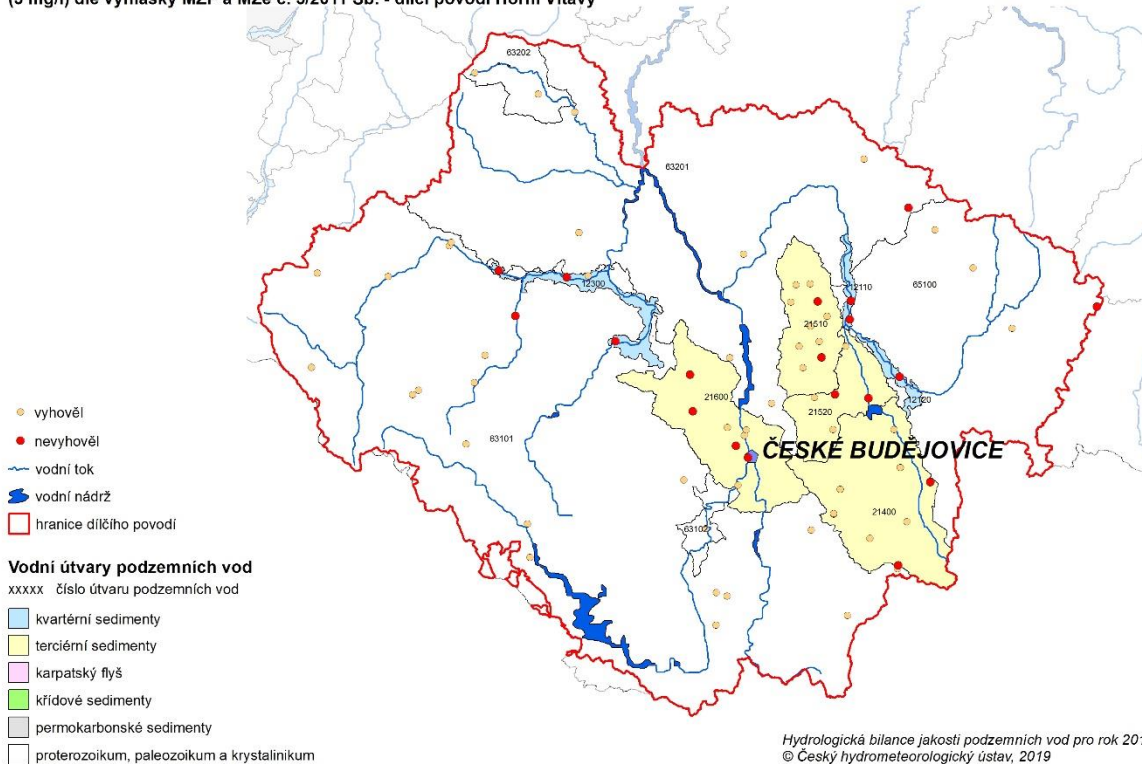 (5 mg/l) dle vyhlášky MŽP a MZe č. 5/2011 Sb. - dílčí povodí Horní Vltavy
63202
63201
12300
12110
65100
21510
12120
21600
21520
ČESKÉ BUDĚJOVICE
83101
21400
63102
vyhověl
nevyhověl
vodní tok
vodní nádrž
hranice dílčího povodí
Vodní útvary podzemních vod
xxxxx číslo útvaru podzemních vod
kvartérní sedimenty
terciérní sedimenty
karpatský flyš
křídové sedimenty
permokarbonské sedimenty
proterozoikum, paleozoikum a krystalinikum
Hydrologická bilance jakosti podzemních vod pro rok 201
© Český hydrometeorologický ústav, 2019